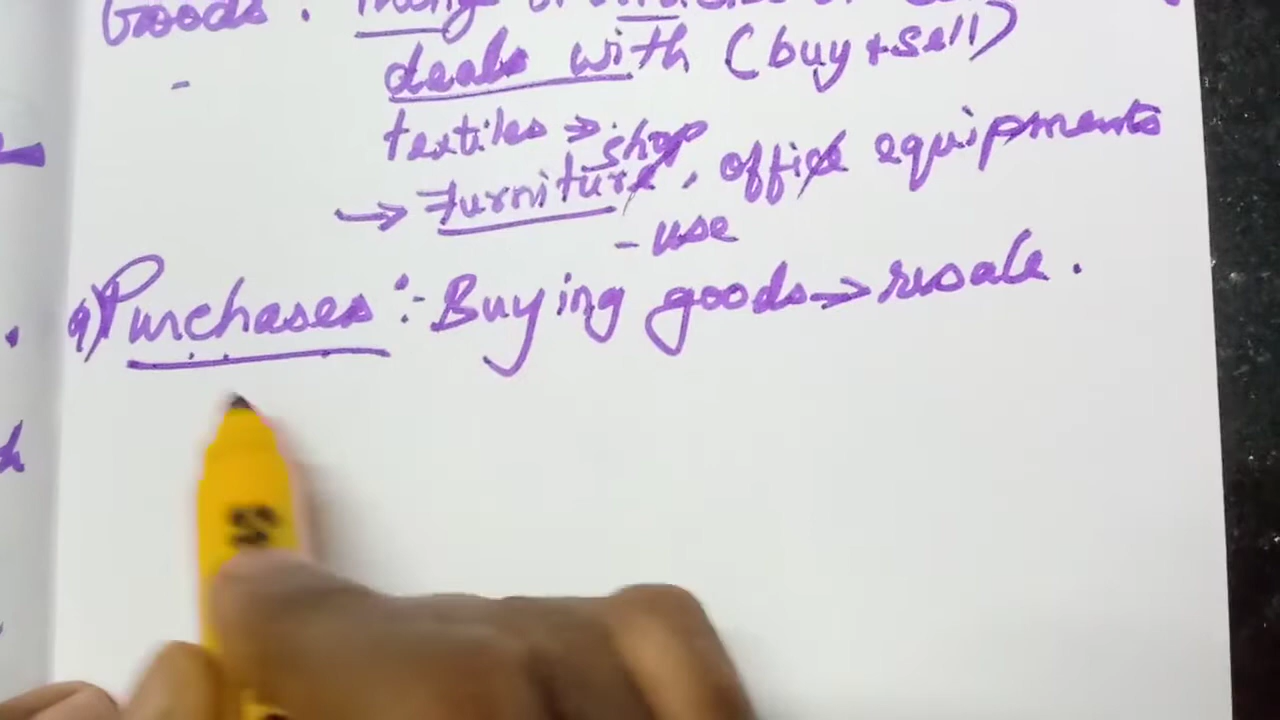 Goods :
deals with (buy + sell)
textiles → shop
→ Furniture, office equipments
- use
9) Purchases :- Buying goods → resale.